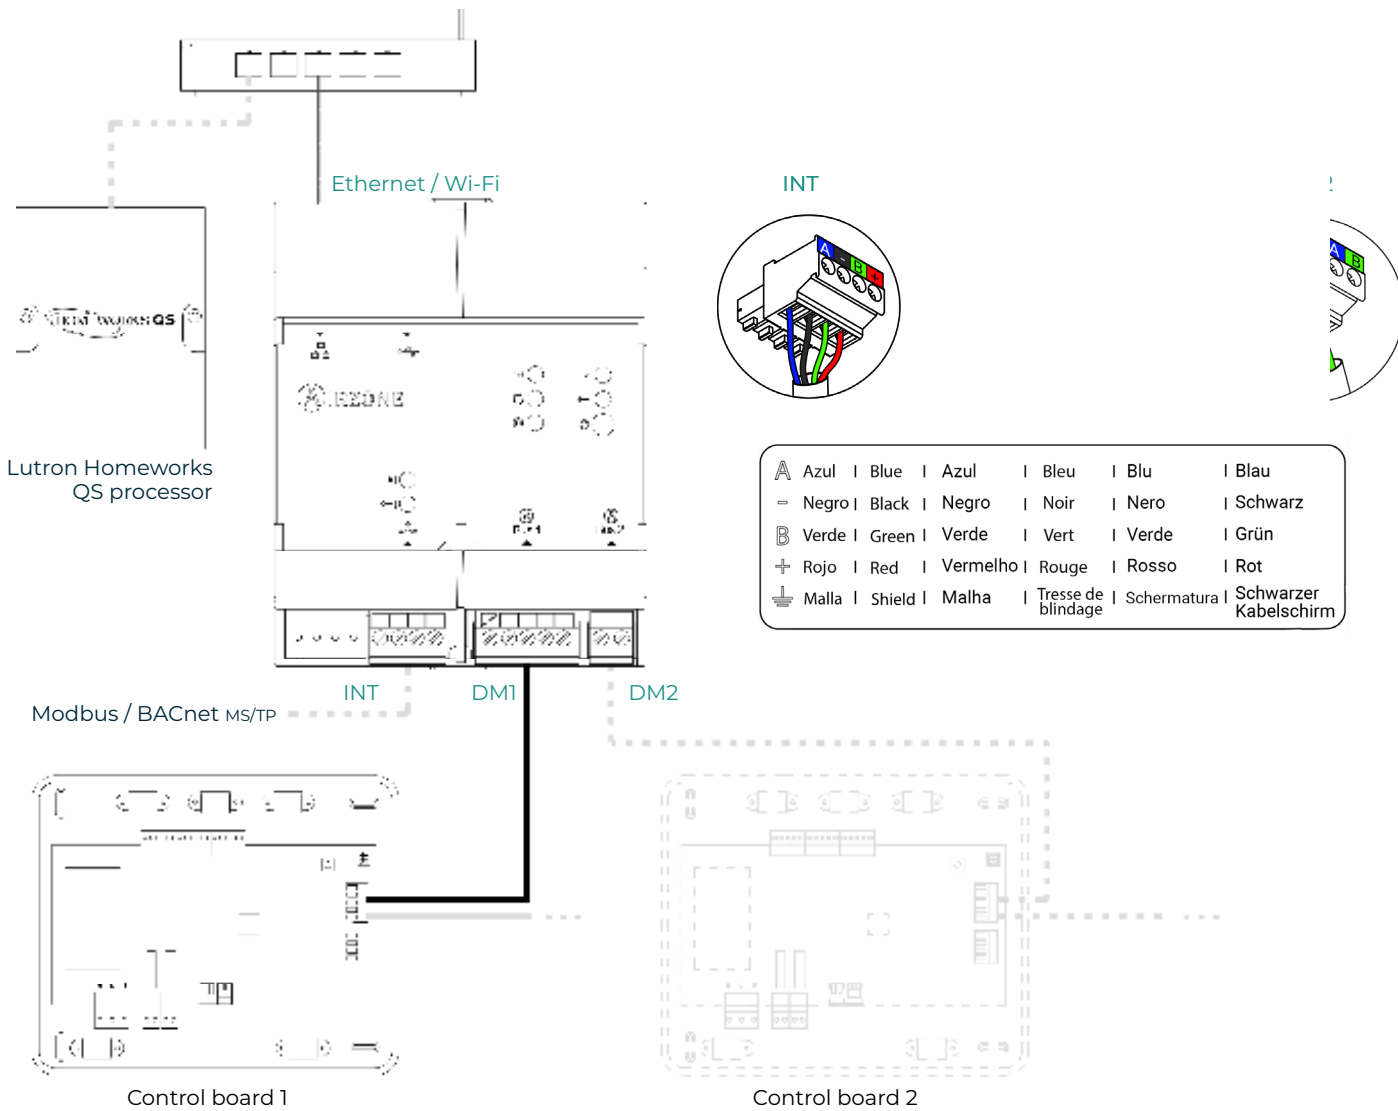 Ethernet / Wi-Fi
INT
2
A - B +
A B
QS
Lutron Homeworks
QS processor
A Azul | Blue | Azul | Bleu | Blu | Blau
- Negro | Black | Negro | Noir | Nero | Schwarz
B Verde | Green | Verde | Vert | Verde | Grün
+ Rojo | Red | Vermelho | Rouge | Rosso | Rot
Malla | Shield | Malha | Tresse de blindage | Schermatura | Schwarzer Kabelschirm
INT
DM1
DM2
Modbus / BACnet MS/TP
Control board 1
Control board 2